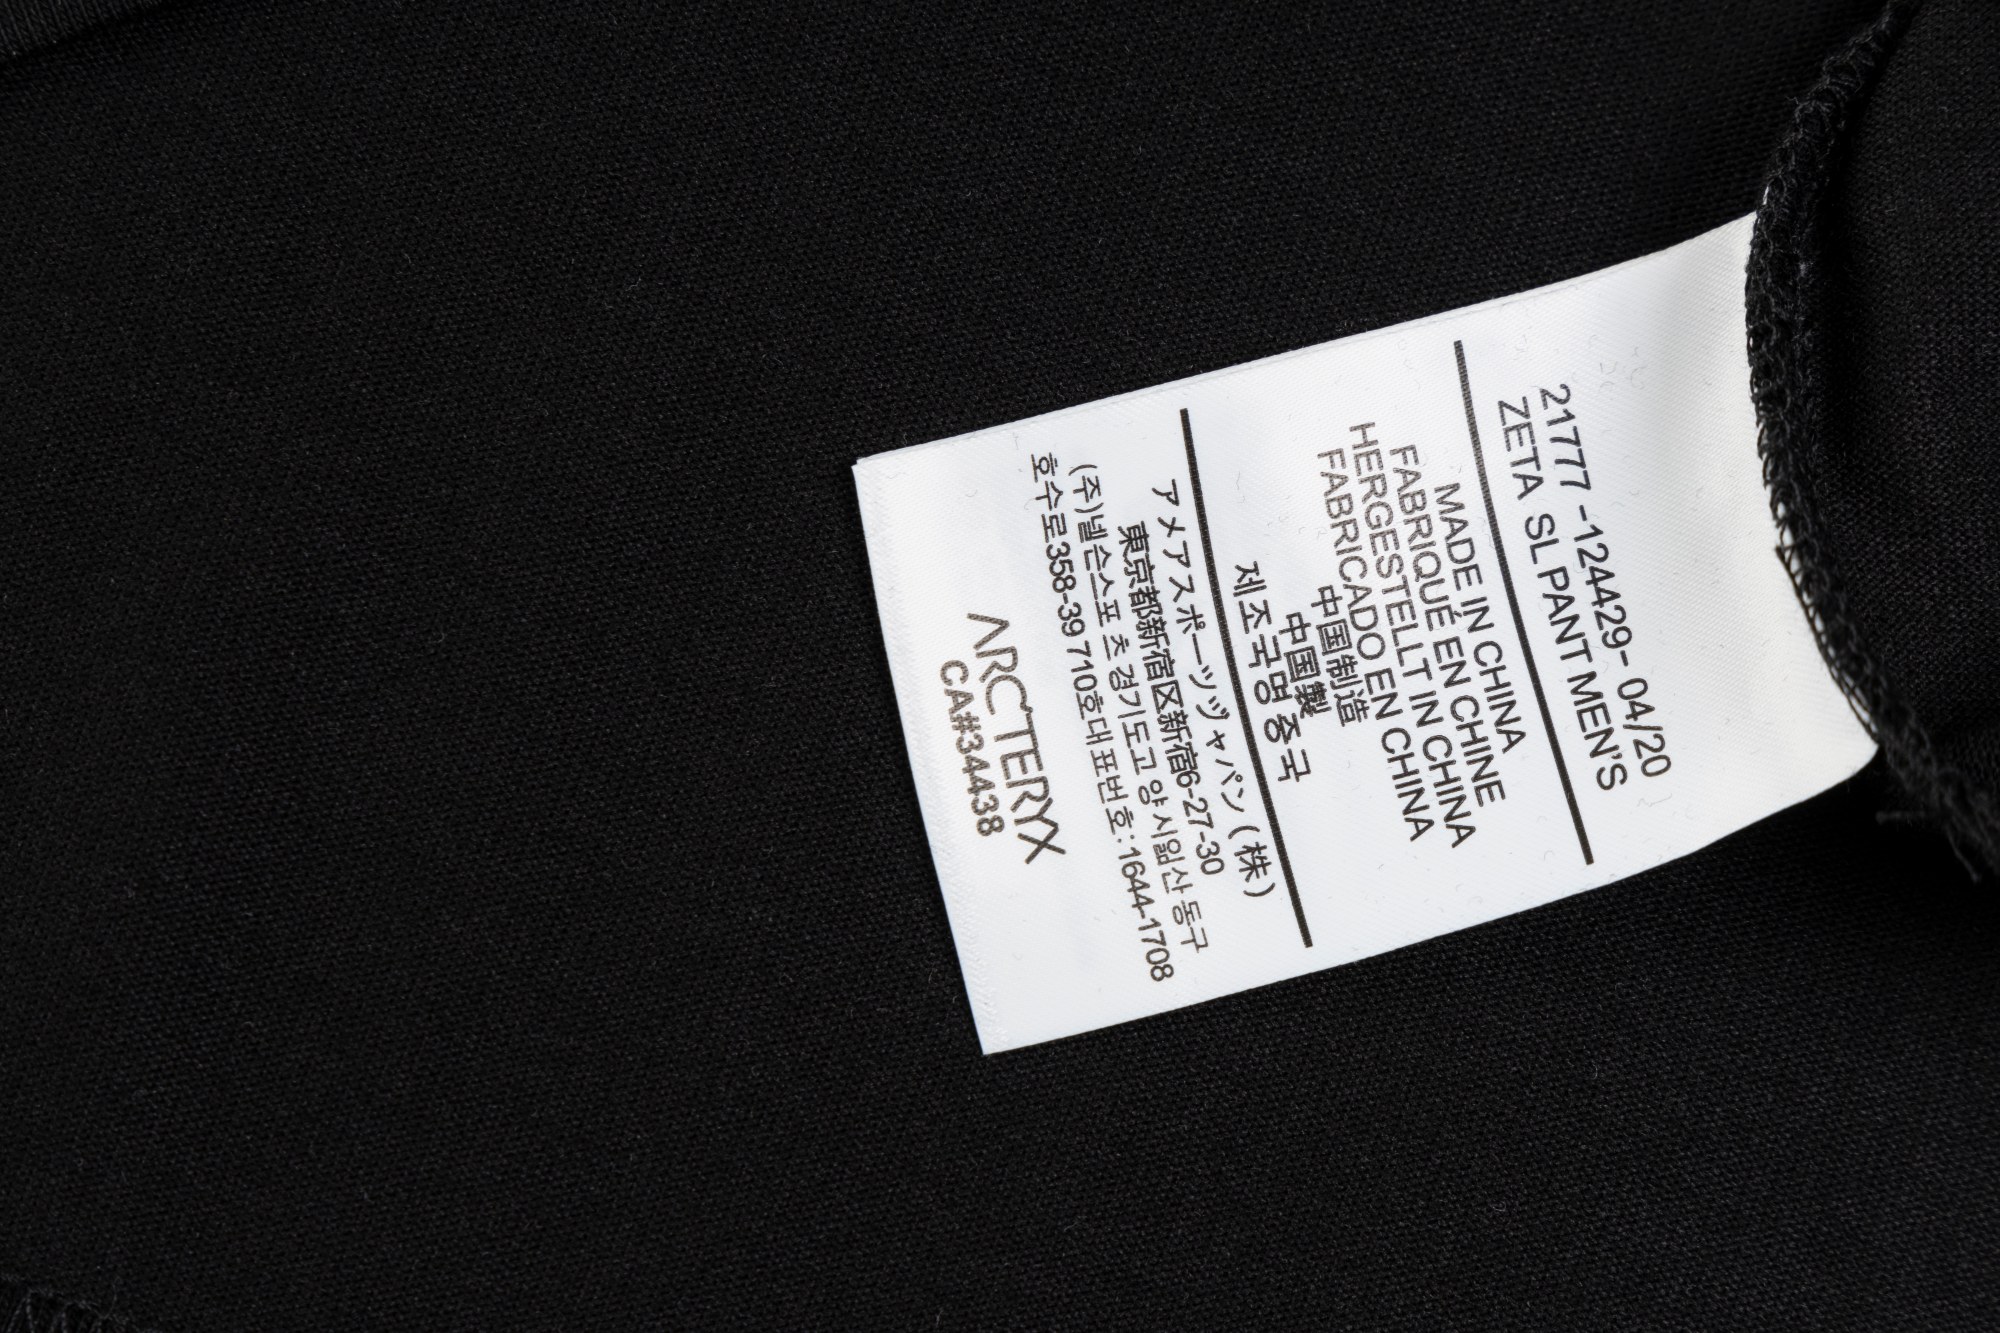 21777-124429-04/20
ZETA SL PANT MEN'S
MADE IN CHINA
FABRIQUÉ EN CHINE
HERGESTELLT IN CHINA
FABRICADO EN CHINA
中国制造
中国製
제조국명 중국
アメアスポーツジャパン(株)
東京都新宿区新宿6-27-30
(주)넬슨스포츠 경기도고양시일산동구
호수로358-39 710호대표번호:1644-1708
ARC'TERYX
CA#34438